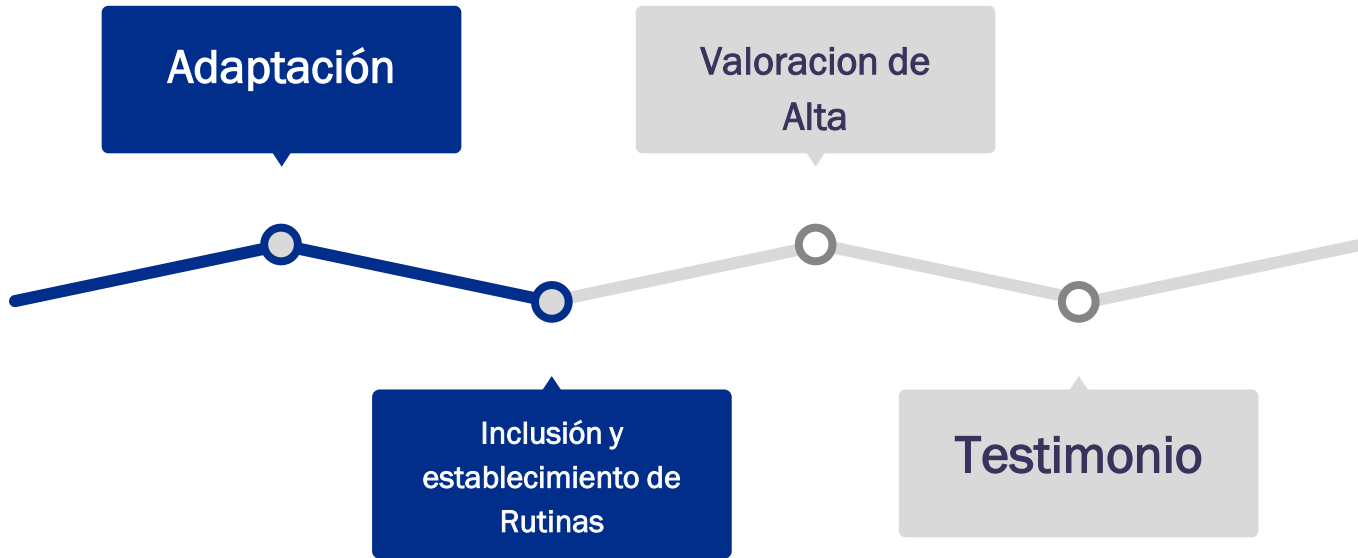 Adaptación
Valoracion de
Alta
Inclusión y
establecimiento de
Rutinas
Testimonio